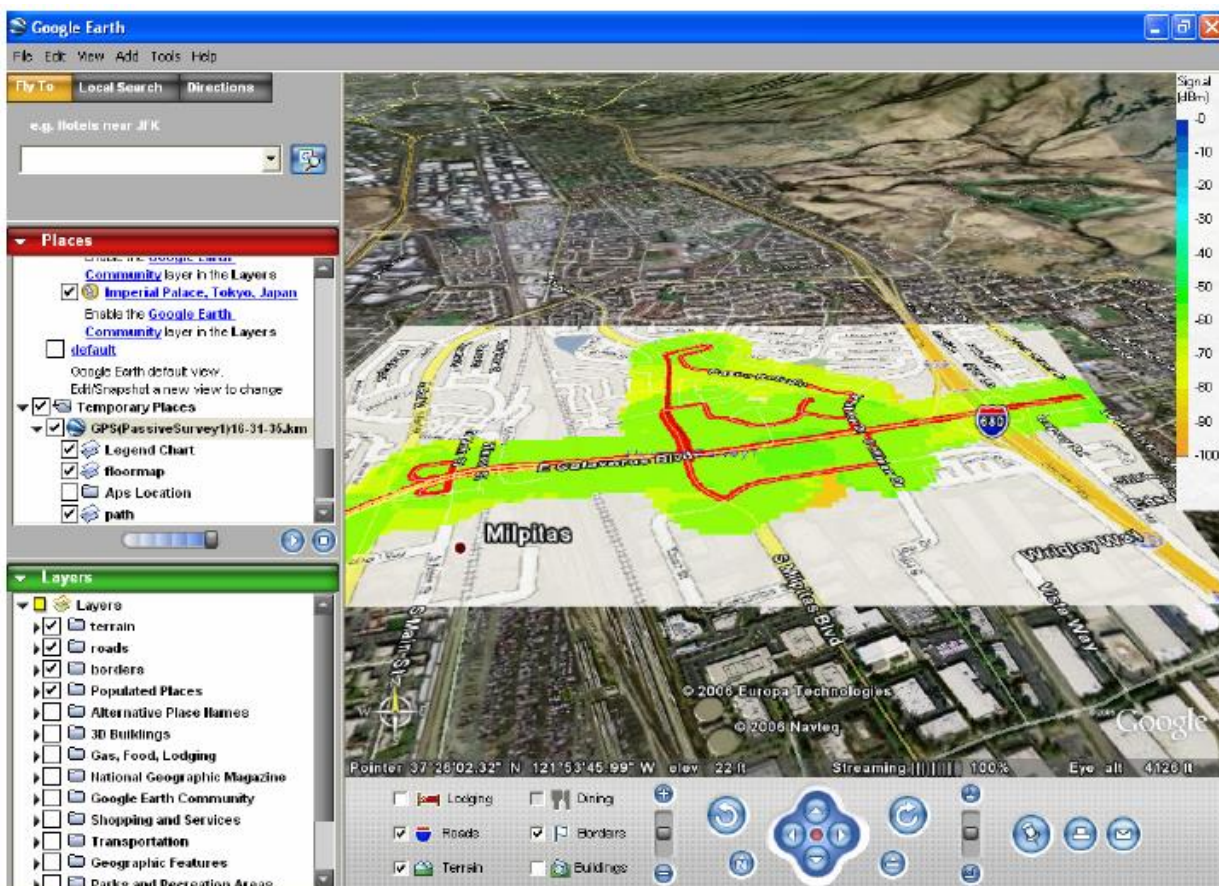 Google Earth
File Edit View Add Tools Help
Fly To Local Search Directions
e.g. Hotels near JFK
Places
Enable the Google Earth
Community layer in the Layers
Imperial Palace, Tokyo, Japan
Enable the Google Earth
Community layer in the Layers
default
Google Earth default view.
Edit/Snapshot a new view to change
Temporary Places
GPS(PassiveSurvey1)16-31-35.km
Legend Chart
floormap
Aps Location
path
Layers
Layers
terrain
roads
borders
Populated Places
Alternative Place Names
3D Buildings
Gas, Food, Lodging
National Geographic Magazine
Google Earth Community
Shopping and Services
Transportation
Geographic Features
Parks and Recreation Areas
Signal
(dBm)
-0
-10
-20
-30
-40
-50
-60
-70
-80
-90
-100
680
E Calaveras Blvd
Milpitas
S Milpitas Blvd
Wrigley Way
Vista Way
S Main St
W
© 2006 Europa Technologies
© 2006 Navteq
Google
Pointer 37°26'02.32" N 121°53'45.99" W elev 22 ft Streaming 100% Eye alt 4126 ft
Lodging Dining
Roads Borders
Terrain Buildings
N